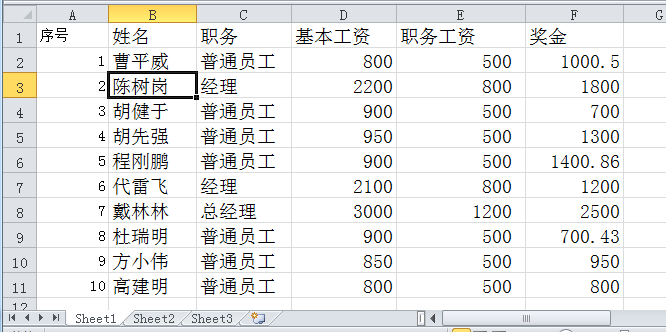 A B C D E F G
1 序号 姓名 职务 基本工资 职务工资 奖金
2 1 曹平威 普通员工 800 500 1000.5
3 2 陈树岗 经理 2200 800 1800
4 3 胡健于 普通员工 900 500 700
5 4 胡先强 普通员工 950 500 1300
6 5 程刚鹏 普通员工 900 500 1400.86
7 6 代雷飞 经理 2100 800 1200
8 7 戴林林 总经理 3000 1200 2500
9 8 杜瑞明 普通员工 900 500 700.43
10 9 方小伟 普通员工 850 500 950
11 10 高建明 普通员工 800 500 800
12
Sheet1 Sheet2 Sheet3